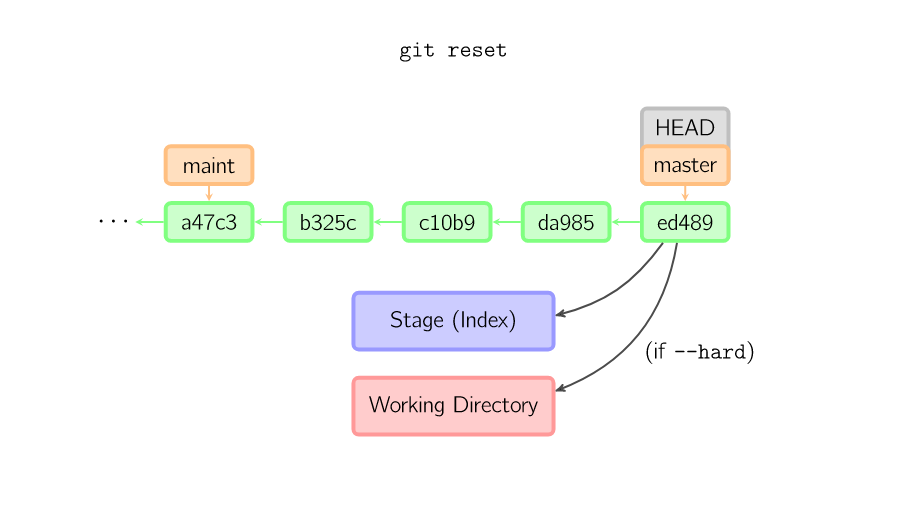 git reset
HEAD
maint
master
··· a47c3 b325c c10b9 da985 ed489
Stage (Index)
(if --hard)
Working Directory